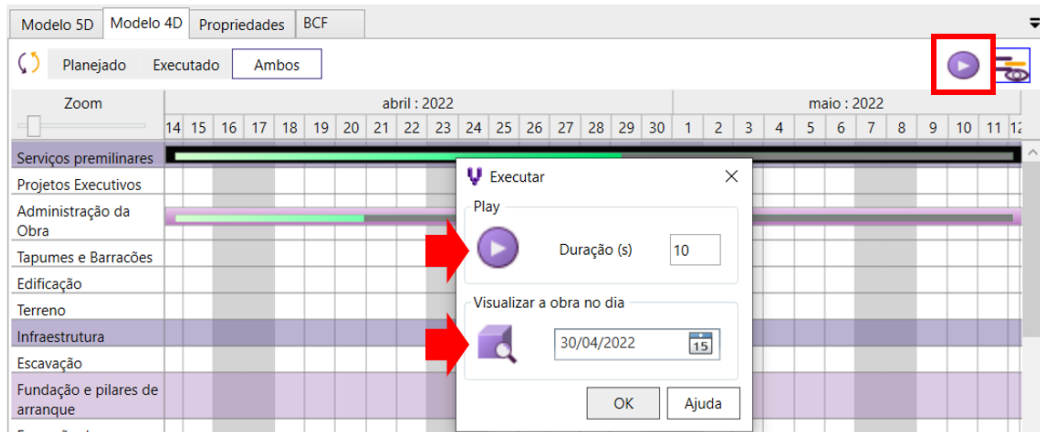 Modelo 5D Modelo 4D Propriedades BCF
Planejado Executado Ambos
Zoom abril : 2022 maio : 2022
14 15 16 17 18 19 20 21 22 23 24 25 26 27 28 29 30 1 2 3 4 5 6 7 8 9 10 11 12
Serviços premilinares
Projetos Executivos
Administração da
Obra
Tapumes e Barracões
Edificação
Terreno
Infraestrutura
Escavação
Fundação e pilares de
arranque
Executar
Play
Duração (s) 10
Visualizar a obra no dia
30/04/2022 15
OK Ajuda